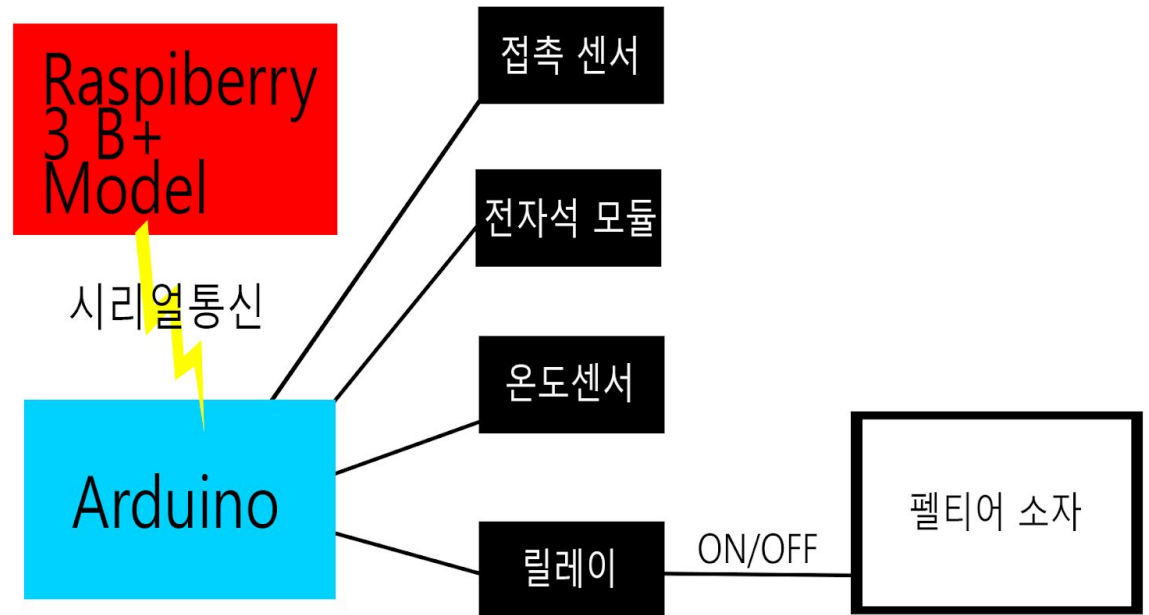 Raspiberry
3 B+
Model
시리얼통신
Arduino
접촉 센서
전자석 모듈
온도센서
릴레이
ON/OFF
펠티어 소자